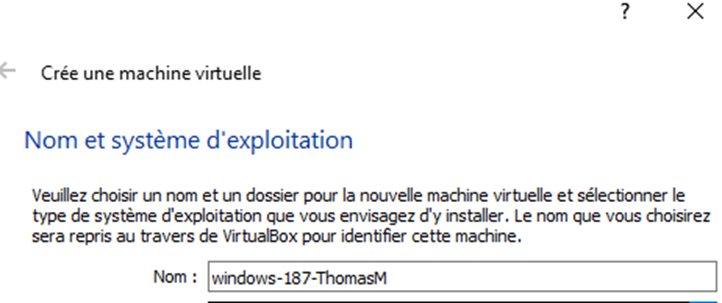 ?
Crée une machine virtuelle
Nom et système d'exploitation
Veuillez choisir un nom et un dossier pour la nouvelle machine virtuelle et sélectionner le
type de système d'exploitation que vous envisagez d'y installer. Le nom que vous choisirez
sera repris au travers de VirtualBox pour identifier cette machine.
Nom : windows-187-ThomasM